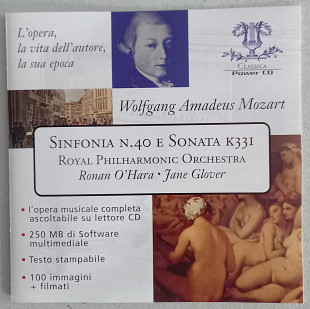 L'opera,
la vita dell'autore,
la sua epoca
CLASSICA
Power CD
Wolfgang Amadeus Mozart
SINFONIA N.40 E SONATA K331
ROYAL PHILHARMONIC ORCHESTRA
Ronan O'Hara • Jane Glover
• l'opera musicale completa
ascoltabile su lettore CD
• 250 MB di Software
multimediale
• Testo stampabile
• 100 immagini
+ filmati